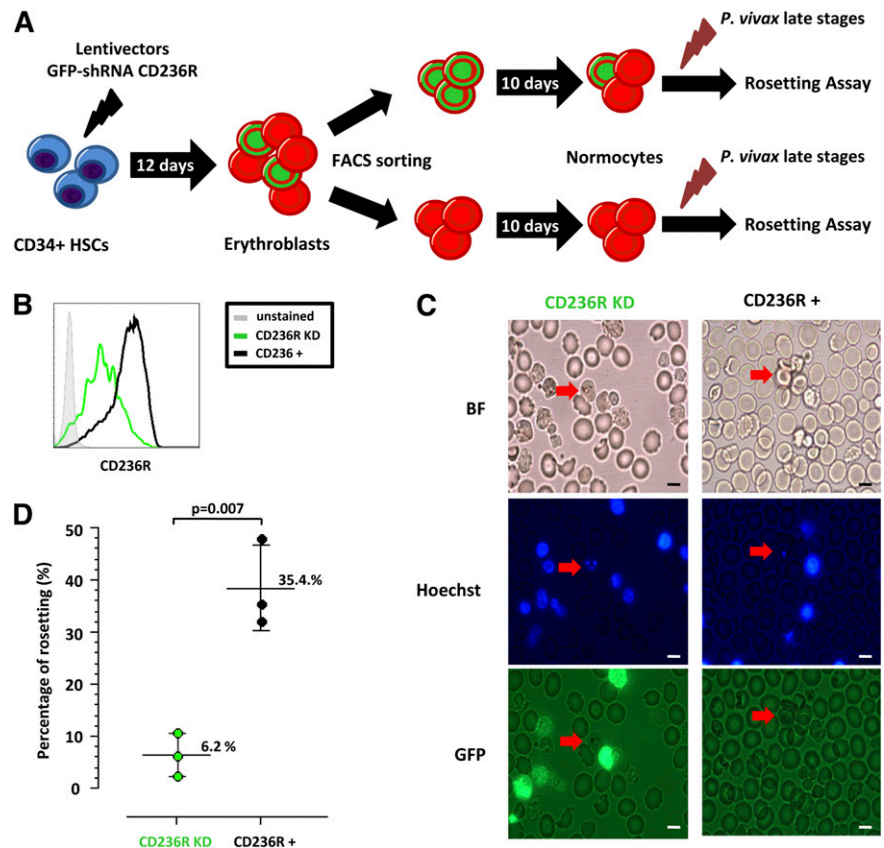 A
Lentivectors
GFP-shRNA CD236R
12 days
CD34+ HSCs
Erythroblasts
FACS sorting
10 days
10 days
Normocytes
P. vivax late stages
Rosetting Assay
P. vivax late stages
Rosetting Assay
B
unstained
CD236R KD
CD236 +
CD236R
C
CD236R KD
CD236R +
BF
Hoechst
GFP
D
p=0.007
Percentage of rosetting (%)
50
40
30
20
10
0
35.4.%
6.2 %
CD236R KD
CD236R +